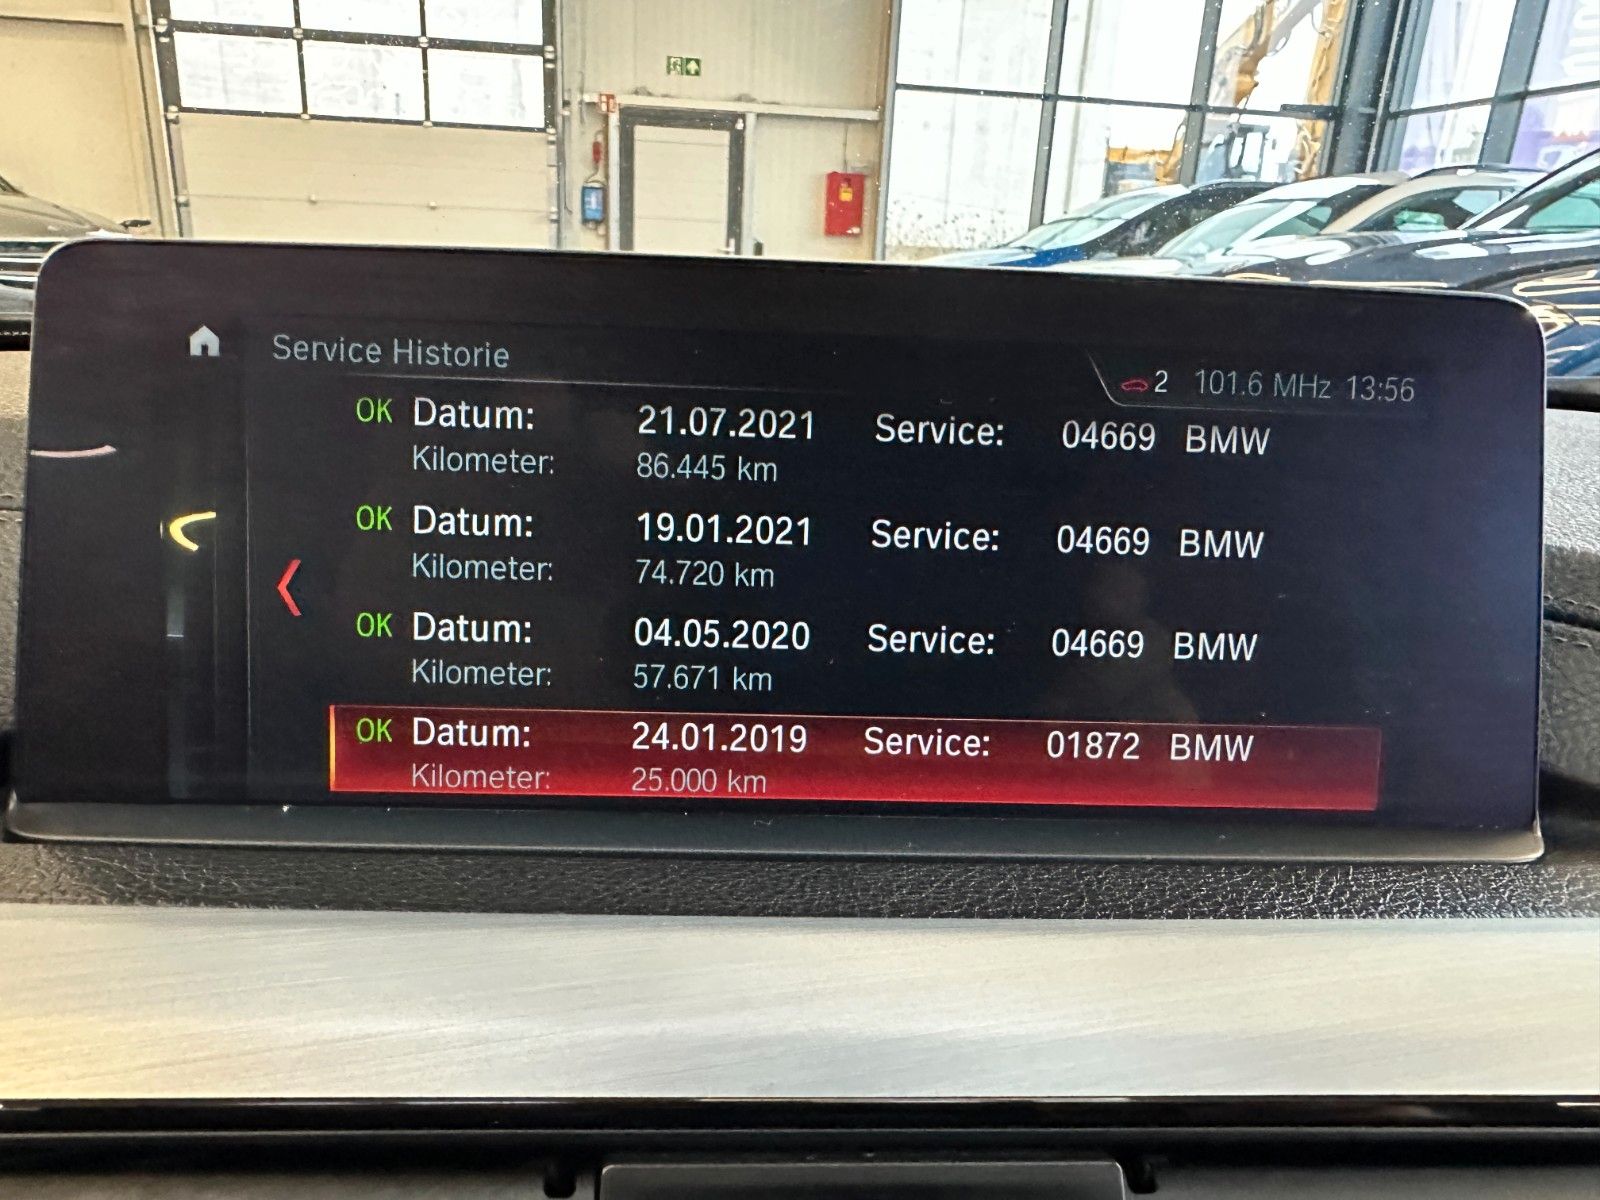 Service Historie
2 101.6 MHz 13:56
OK Datum: 21.07.2021 Service: 04669 BMW
Kilometer: 86.445 km
OK Datum: 19.01.2021 Service: 04669 BMW
Kilometer: 74.720 km
OK Datum: 04.05.2020 Service: 04669 BMW
Kilometer: 57.671 km
OK Datum: 24.01.2019 Service: 01872 BMW
Kilometer: 25.000 km